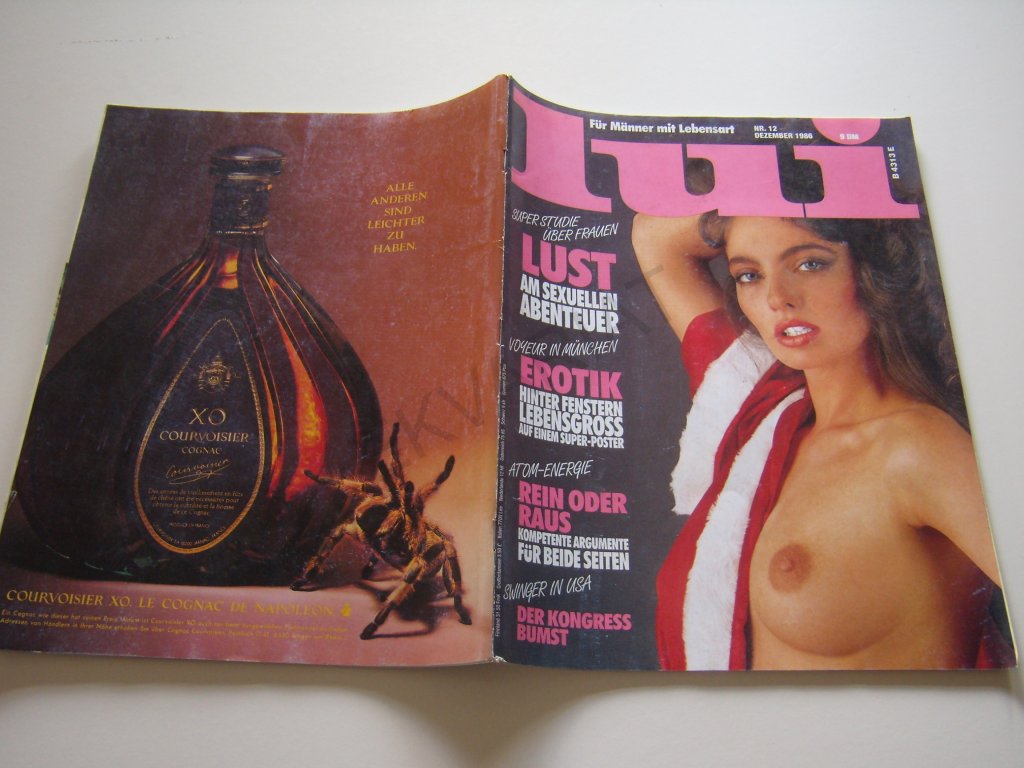 ALLE
ANDEREN
SIND
LEICHTER
ZU
HABEN.
XO
COURVOISIER
COGNAC
Courvoisier
COURVOISIER XO. LE COGNAC DE NAPOLEON
Für Männer mit Lebensart
NR. 12
DEZEMBER 1986
9 DM
B 4313 E
lui
SUPER STUDIE
ÜBER FRAUEN
LUST
AM SEXUELLEN
ABENTEUER
VOYEUR IN MÜNCHEN
EROTIK
HINTER FENSTERN
LEBENSGROSS
AUF EINEM SUPER-POSTER
ATOM-ENERGIE
REIN ODER
RAUS
KOMPETENTE ARGUMENTE
FÜR BEIDE SEITEN
SWINGER IN USA
DER KONGRESS
BUMST